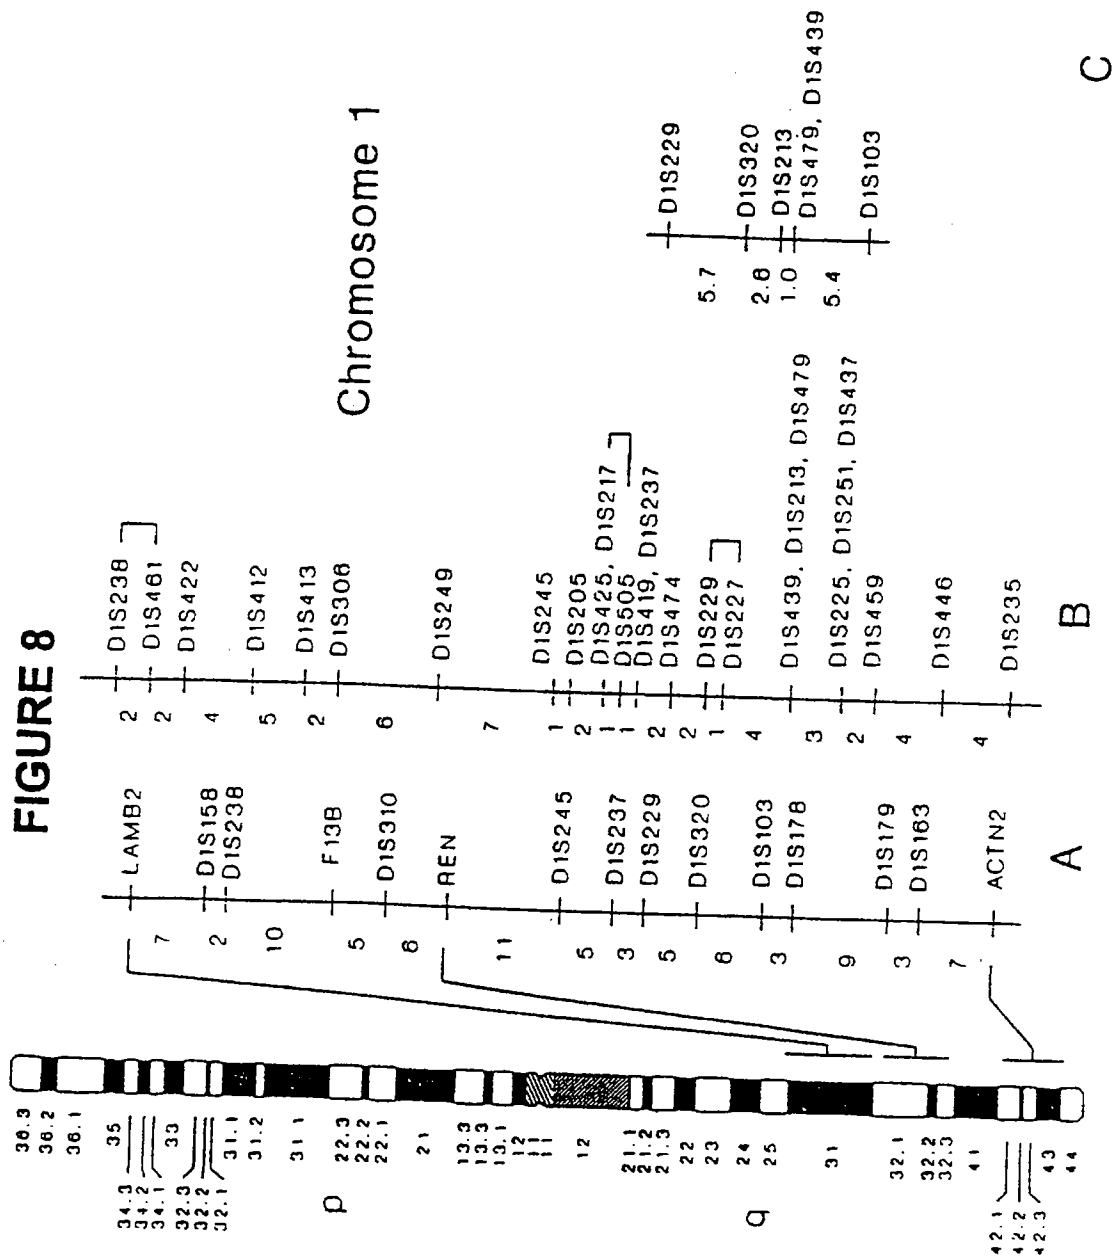 FIGURE 8
Chromosome 1
36.3
36.2
36.1
35
34.3
34.2
34.1
33
32.3
32.2
32.1
31.1
31.2
31 1
22.3
22.2
22.1
21
13.3
13.3
13.1
12
11
11
12
21.1
21.2
21.3
22
23
24
25
31
32.1
32.2
32.3
41
42.1
42.2
42.3
43
44
p
q
LAMB2
7
D1S158
2
D1S238
10
F13B
5
D1S310
6
REN
11
D1S245
5
D1S237
3
D1S229
5
D1S320
6
D1S103
3
D1S178
9
D1S179
3
D1S163
7
ACTN2
A
D1S238
2
D1S461
2
D1S422
4
D1S412
5
D1S413
2
D1S306
6
D1S249
7
D1S245
1
D1S205
2
D1S425, D1S217
1
D1S505
1
D1S419, D1S237
2
D1S474
2
D1S229
1
D1S227
4
D1S439, D1S213, D1S479
3
D1S225, D1S251, D1S437
2
D1S459
4
D1S446
4
D1S235
B
D1S229
5.7
D1S320
2.8
D1S213
1.0
D1S479, D1S439
5.4
D1S103
C